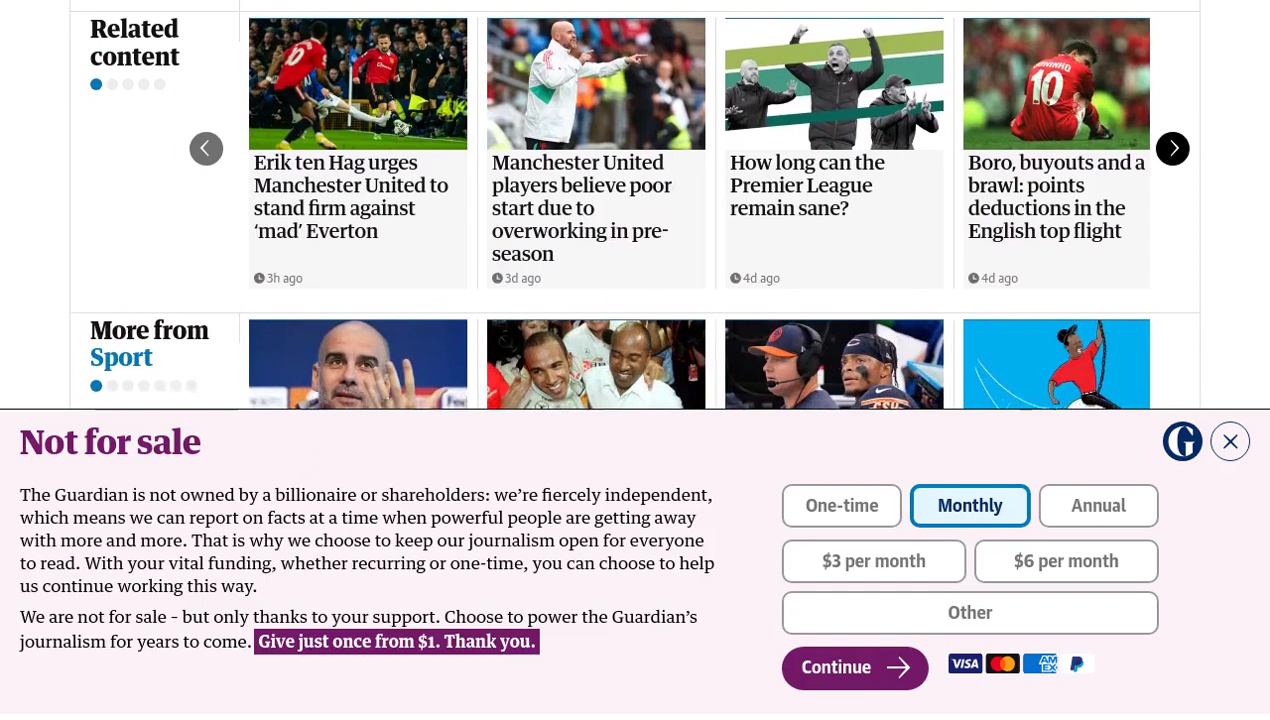 Related
content
Erik ten Hag urges
Manchester United to
stand firm against
‘mad’ Everton
3h ago
Manchester United
players believe poor
start due to
overworking in pre-
season
3d ago
How long can the
Premier League
remain sane?
4d ago
JUNINHO
10
Boro, buyouts and a
brawl: points
deductions in the
English top flight
4d ago
More from
Sport
Not for sale
G
The Guardian is not owned by a billionaire or shareholders: we’re fiercely independent,
which means we can report on facts at a time when powerful people are getting away
with more and more. That is why we choose to keep our journalism open for everyone
to read. With your vital funding, whether recurring or one-time, you can choose to help
us continue working this way.
We are not for sale – but only thanks to your support. Choose to power the Guardian’s
journalism for years to come. Give just once from $1. Thank you.
One-time
Monthly
Annual
$3 per month
$6 per month
Other
Continue
VISA
AM
EX
P